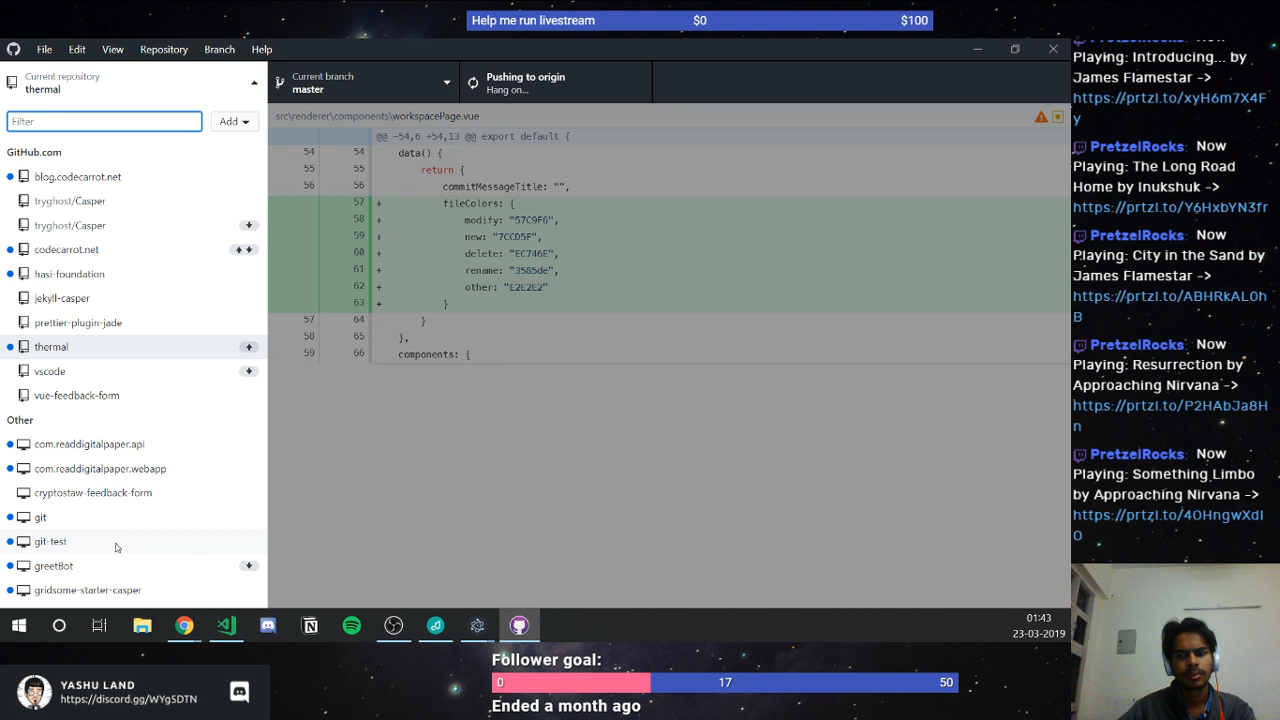 Help me run livestream $0 $100
File Edit View Repository Branch Help
Current repository
thermal
Current branch
master
Pushing to origin
Hang on...
Filter
Add
src\renderer\components\workspacePage.vue
@@ -54,6 +54,13 @@ export default {
54 54 data() {
55 55 return {
56 56 commitMessageTitle: "",
57 + fileColors: {
58 + modify: "57C9F6",
59 + new: "7CCD5F",
60 + delete: "EC746E",
61 + rename: "3585de",
62 + other: "E2E2E2"
63 + }
57 64 }
58 65 },
59 66 components: {
GitHub.com
blog.codecarrot.net
tryghost/Casper
tryghost/Casper
codecarrot.net
hasi-foundation
jekyll-casper
prettier-plugin-jade
thermal
vscode
vue-feedback-form
Other
com.readdigitalpaper.api
com.readdigitalpaper.webapp
cryptostaw-feedback-form
git
git-test
greetBot
gridsome-starter-casper
01:43
23-03-2019
PretzelRocks: Now
Playing: Introducing... by
James Flamestar ->
https://prtzl.to/xyH6m7X4F
y
PretzelRocks: Now
Playing: The Long Road
Home by Inukshuk ->
https://prtzl.to/Y6HxbYN3fr
PretzelRocks: Now
Playing: City in the Sand by
James Flamestar ->
https://prtzl.to/ABHRkAL0h
B
PretzelRocks: Now
Playing: Resurrection by
Approaching Nirvana ->
https://prtzl.to/P2HAbJa8H
n
PretzelRocks: Now
Playing: Something Limbo
by Approaching Nirvana ->
https://prtzl.to/4OHngwXdI
O
YASHU LAND
https://discord.gg/WYg5DTN
Follower goal:
0 17 50
Ended a month ago